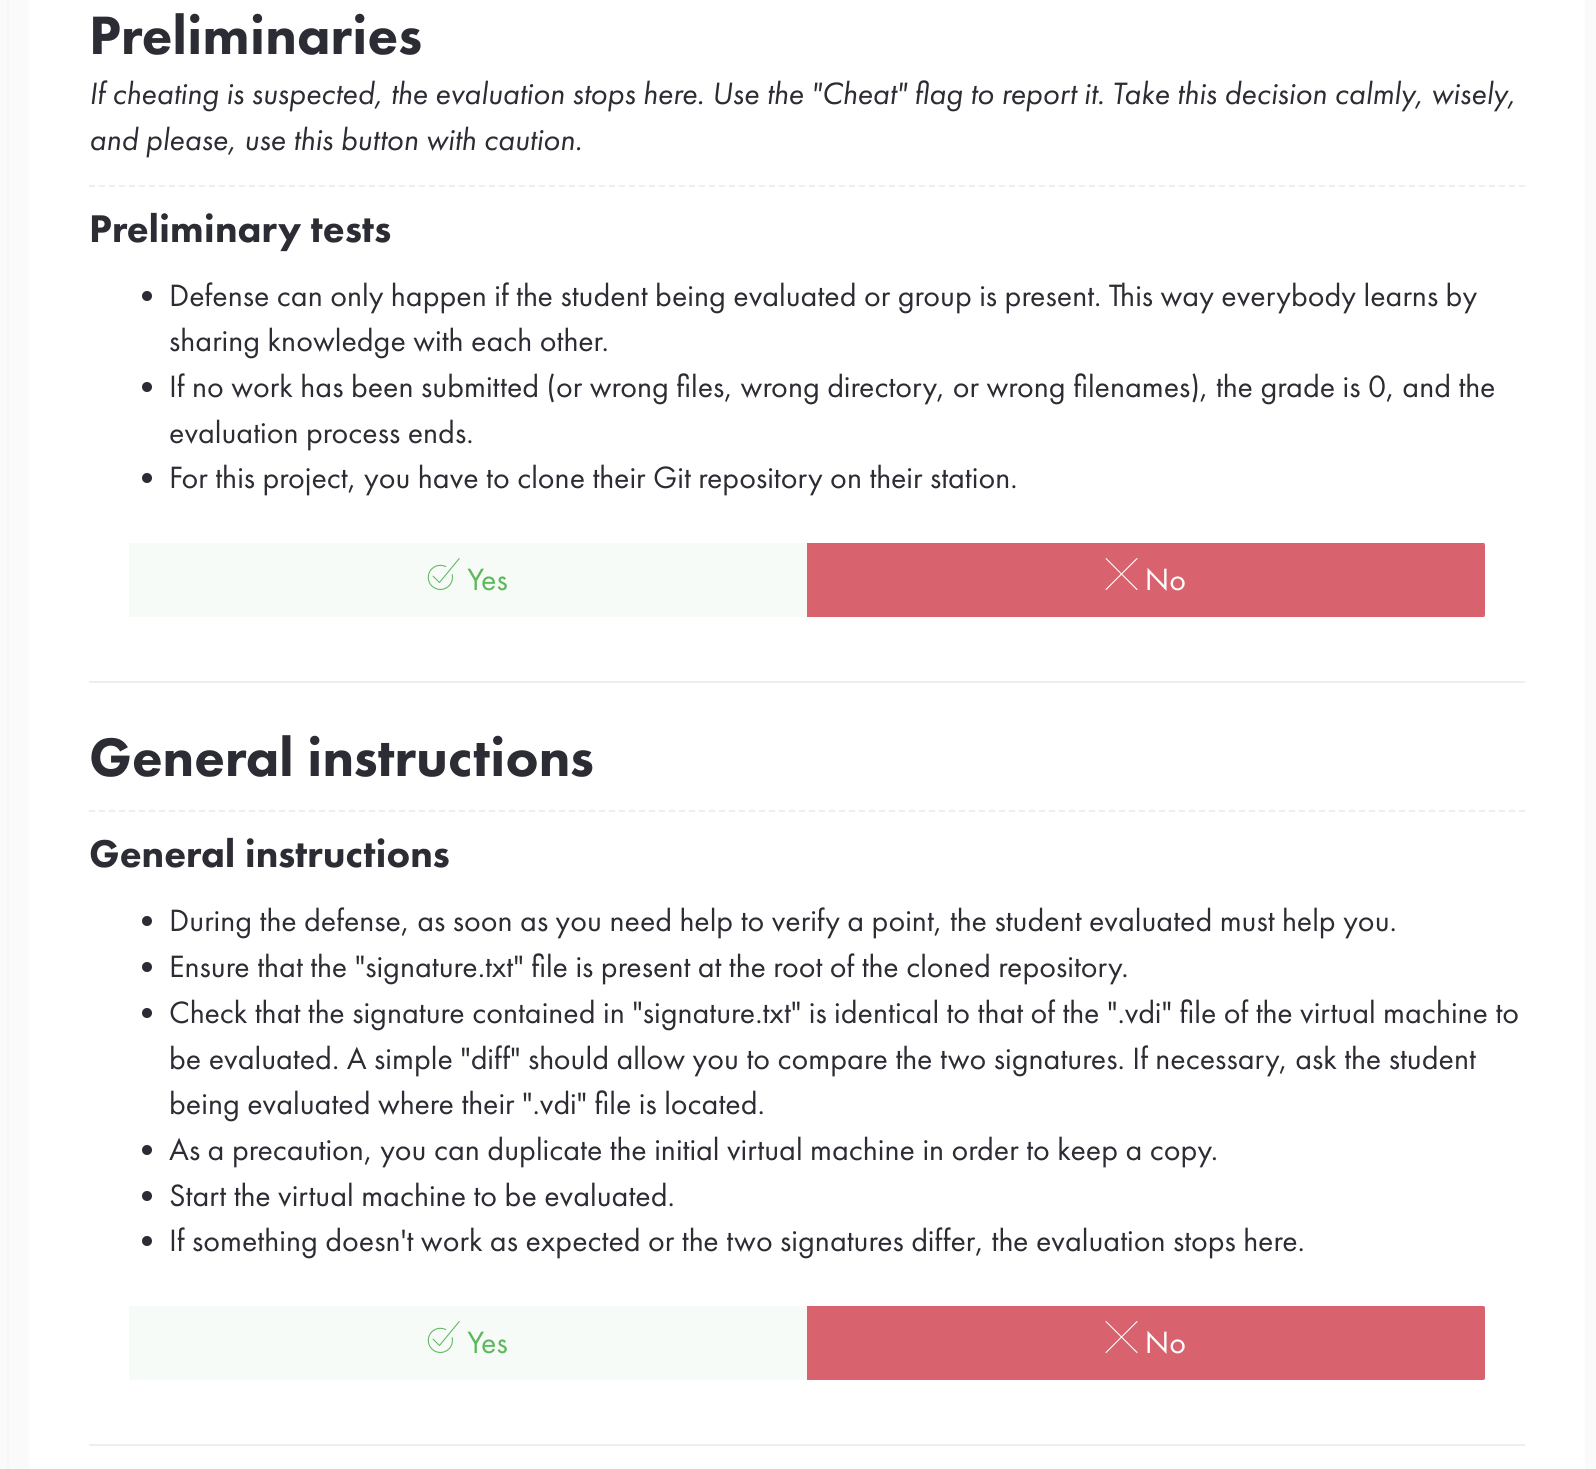 Preliminaries
If cheating is suspected, the evaluation stops here. Use the "Cheat" flag to report it. Take this decision calmly, wisely,
and please, use this button with caution.
Preliminary tests
• Defense can only happen if the student being evaluated or group is present. This way everybody learns by
sharing knowledge with each other.
• If no work has been submitted (or wrong files, wrong directory, or wrong filenames), the grade is 0, and the
evaluation process ends.
• For this project, you have to clone their Git repository on their station.
Yes
No
General instructions
General instructions
• During the defense, as soon as you need help to verify a point, the student evaluated must help you.
• Ensure that the "signature.txt" file is present at the root of the cloned repository.
• Check that the signature contained in "signature.txt" is identical to that of the ".vdi" file of the virtual machine to
be evaluated. A simple "diff" should allow you to compare the two signatures. If necessary, ask the student
being evaluated where their ".vdi" file is located.
• As a precaution, you can duplicate the initial virtual machine in order to keep a copy.
• Start the virtual machine to be evaluated.
• If something doesn't work as expected or the two signatures differ, the evaluation stops here.
Yes
No